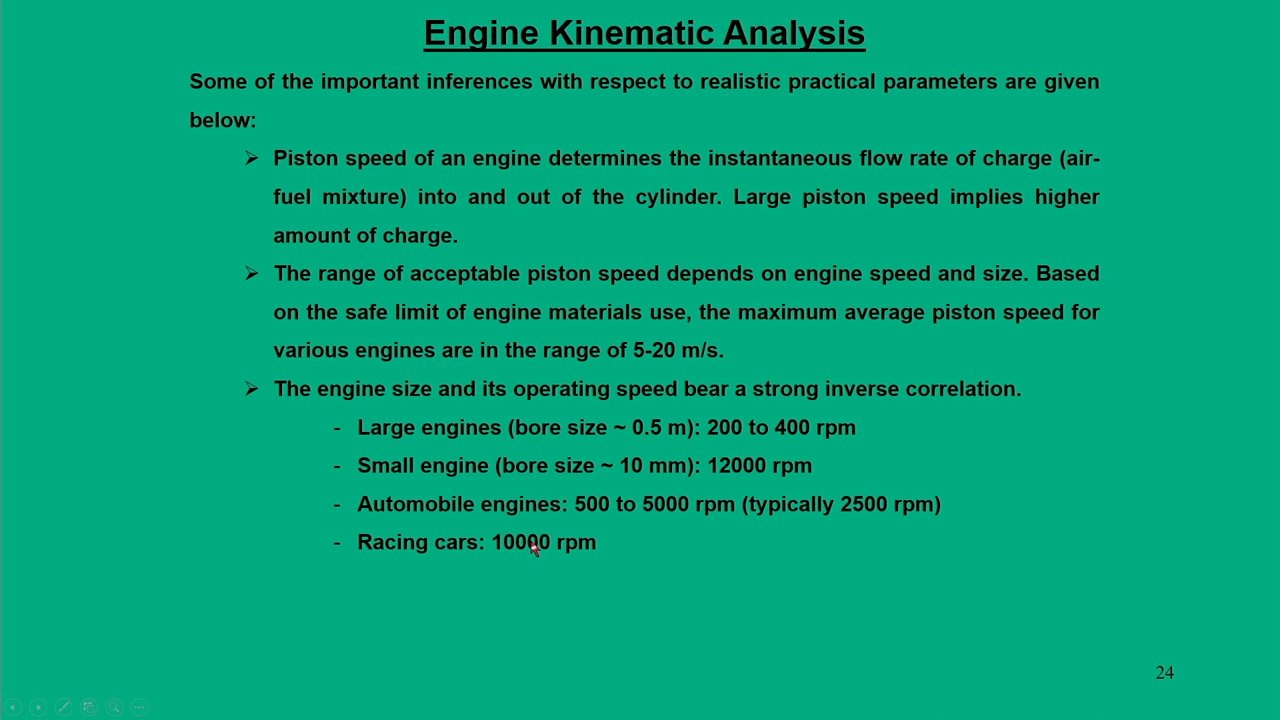 Engine Kinematic Analysis
Some of the important inferences with respect to realistic practical parameters are given
below:
➢ Piston speed of an engine determines the instantaneous flow rate of charge (air-
fuel mixture) into and out of the cylinder. Large piston speed implies higher
amount of charge.
➢ The range of acceptable piston speed depends on engine speed and size. Based
on the safe limit of engine materials use, the maximum average piston speed for
various engines are in the range of 5-20 m/s.
➢ The engine size and its operating speed bear a strong inverse correlation.
- Large engines (bore size ~ 0.5 m): 200 to 400 rpm
- Small engine (bore size ~ 10 mm): 12000 rpm
- Automobile engines: 500 to 5000 rpm (typically 2500 rpm)
- Racing cars: 10000 rpm
24